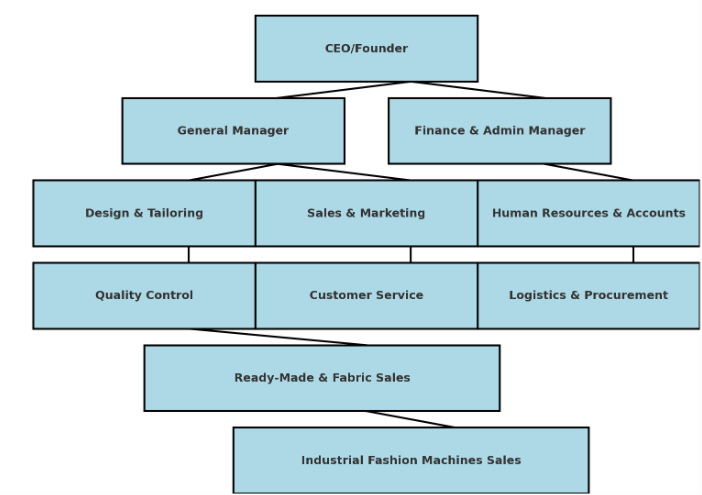 CEO/Founder
General Manager
Finance & Admin Manager
Design & Tailoring
Sales & Marketing
Human Resources & Accounts
Quality Control
Customer Service
Logistics & Procurement
Ready-Made & Fabric Sales
Industrial Fashion Machines Sales